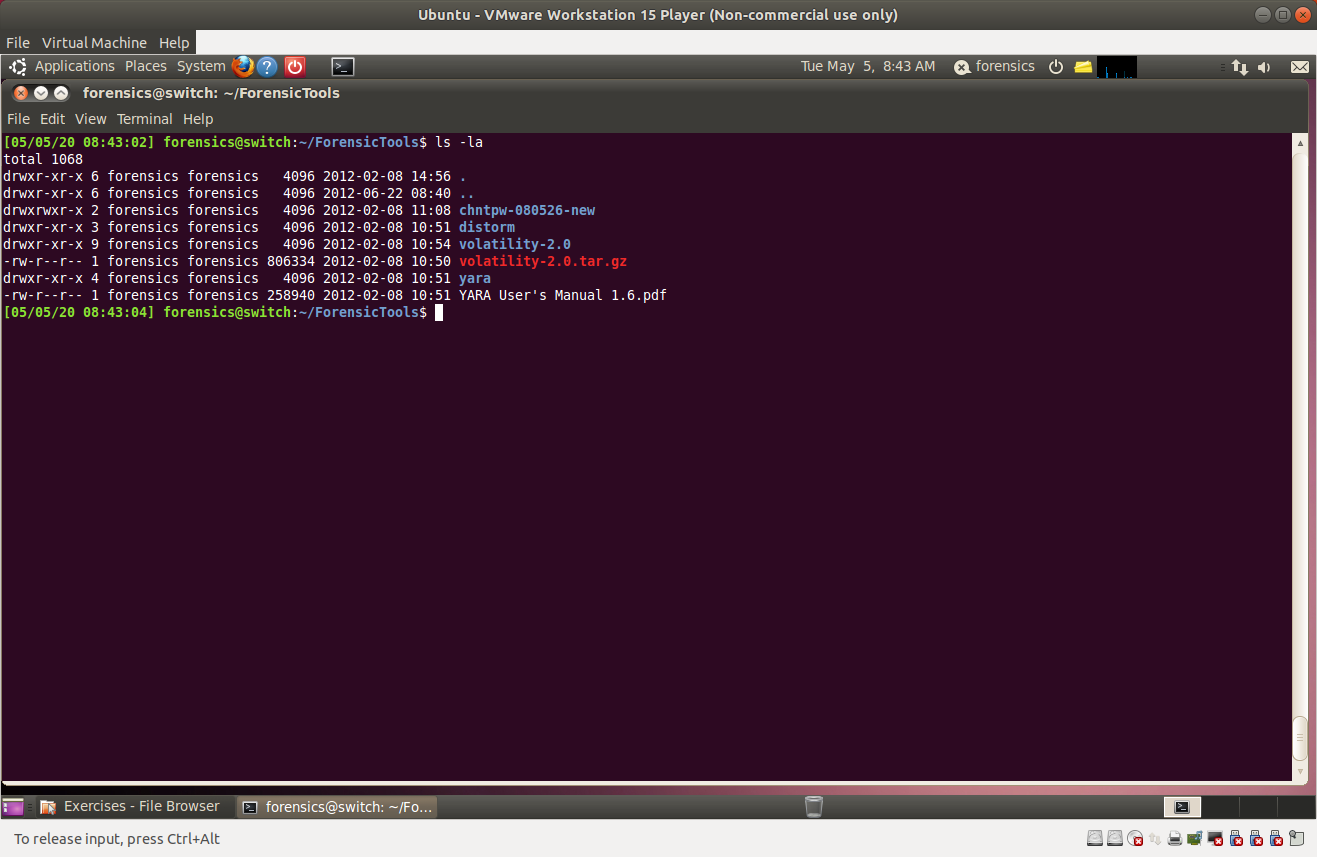 Ubuntu - VMware Workstation 15 Player (Non-commercial use only)
File Virtual Machine Help
Applications Places System Tue May 5, 8:43 AM forensics
forensics@switch: ~/ForensicTools
File Edit View Terminal Help
[05/05/20 08:43:02] forensics@switch:~/ForensicTools$ ls -la
total 1068
drwxr-xr-x 6 forensics forensics   4096 2012-02-08 14:56 .
drwxr-xr-x 6 forensics forensics   4096 2012-06-22 08:40 ..
drwxrwxr-x 2 forensics forensics   4096 2012-02-08 11:08 chntpw-080526-new
drwxr-xr-x 3 forensics forensics   4096 2012-02-08 10:51 distorm
drwxr-xr-x 9 forensics forensics   4096 2012-02-08 10:54 volatility-2.0
-rw-r--r-- 1 forensics forensics 806334 2012-02-08 10:50 volatility-2.0.tar.gz
drwxr-xr-x 4 forensics forensics   4096 2012-02-08 10:51 yara
-rw-r--r-- 1 forensics forensics 258940 2012-02-08 10:51 YARA User's Manual 1.6.pdf
[05/05/20 08:43:04] forensics@switch:~/ForensicTools$
Exercises - File Browser forensics@switch: ~/Fo...
To release input, press Ctrl+Alt